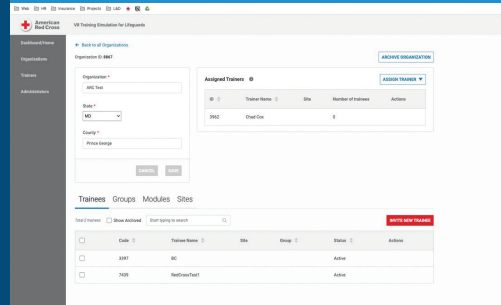 Web HR Insurance Projects L&D
American Red Cross
VR Training Simulation for Lifeguards
Dashboard/Home
Organizations
Trainers
Administrators
Back to all Organizations
Organization ID: 8867
ARCHIVE ORGANIZATION
Organization *
ARC Test
State *
MD
County *
Prince George
CANCEL SAVE
Assigned Trainers
ASSIGN TRAINER
ID Trainer Name Site Number of trainees Actions
3962 Chad Cox 0
Trainees Groups Modules Sites
Total 2 trainees Show Archived Start typing to search
INVITE NEW TRAINEE
Code Trainee Name Site Group Status Actions
3397 BC Active
7439 RedCrossTest1 Active